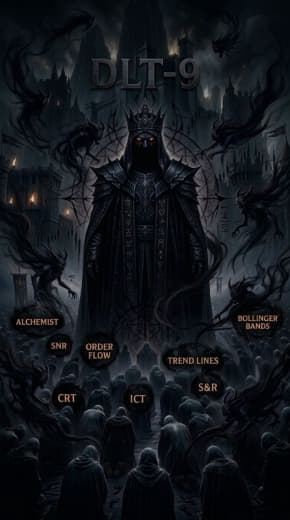 DLT-9
ALCHEMIST
BOLLINGER
BANDS
SNR
ORDER
FLOW
TREND LINES
CRT
ICT
S&R